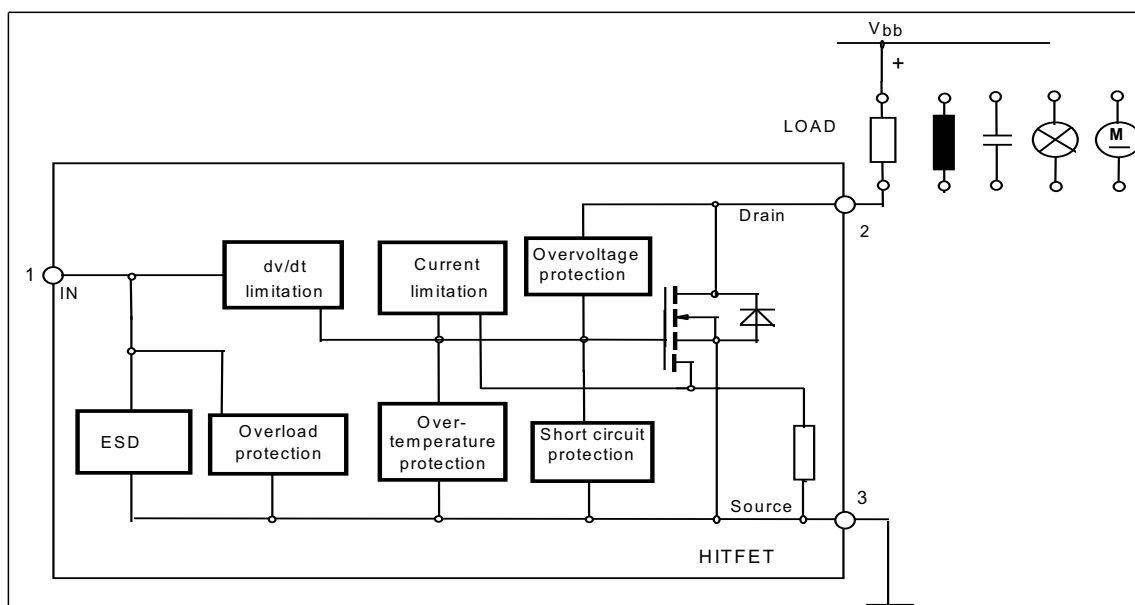 Vbb
+
LOAD
M
Drain
2
Overvoltage
protection
dv/dt
limitation
Current
limitation
1
IN
ESD
Overload
protection
Over-
temperature
protection
Short circuit
protection
3
Source
HITFET